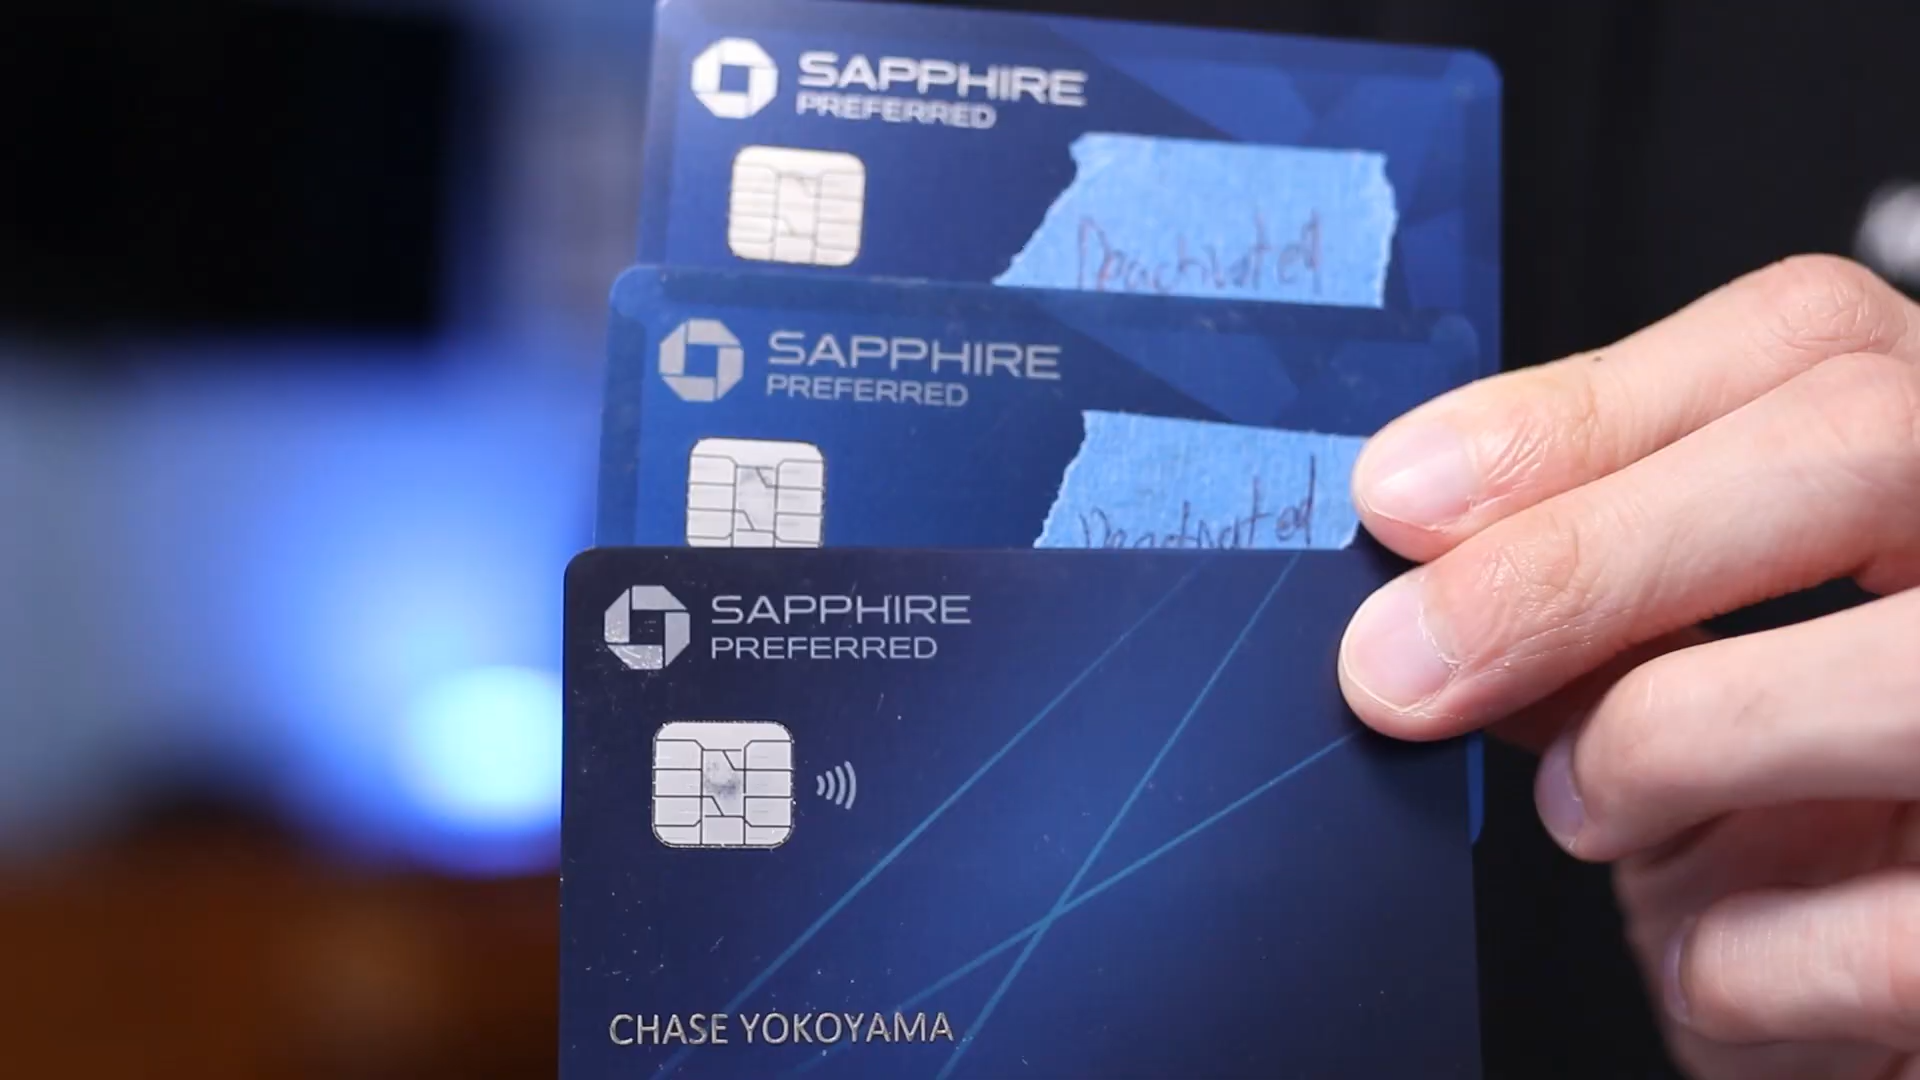 SAPPHIRE
PREFERRED
Deactivated
SAPPHIRE
PREFERRED
Deactivated
SAPPHIRE
PREFERRED
CHASE YOKOYAMA